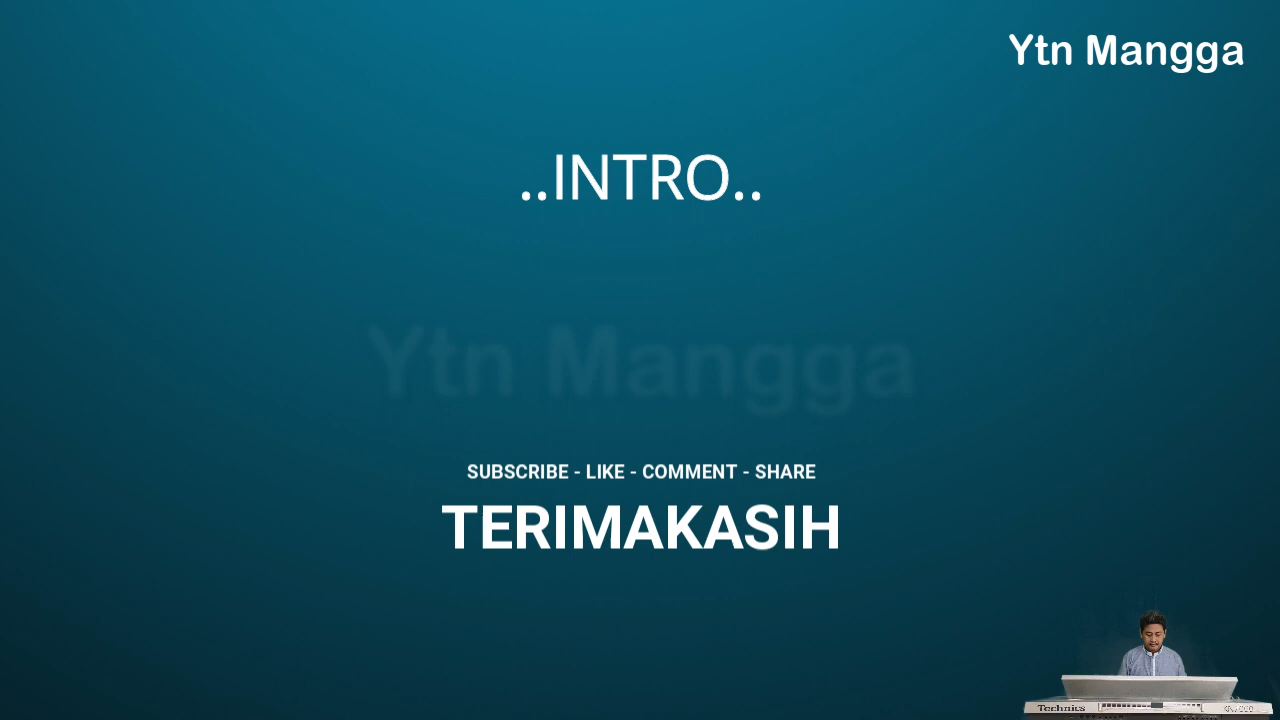 Ytn Mangga
..INTRO..
Ytn Mangga
SUBSCRIBE - LIKE - COMMENT - SHARE
TERIMAKASIH
Technics